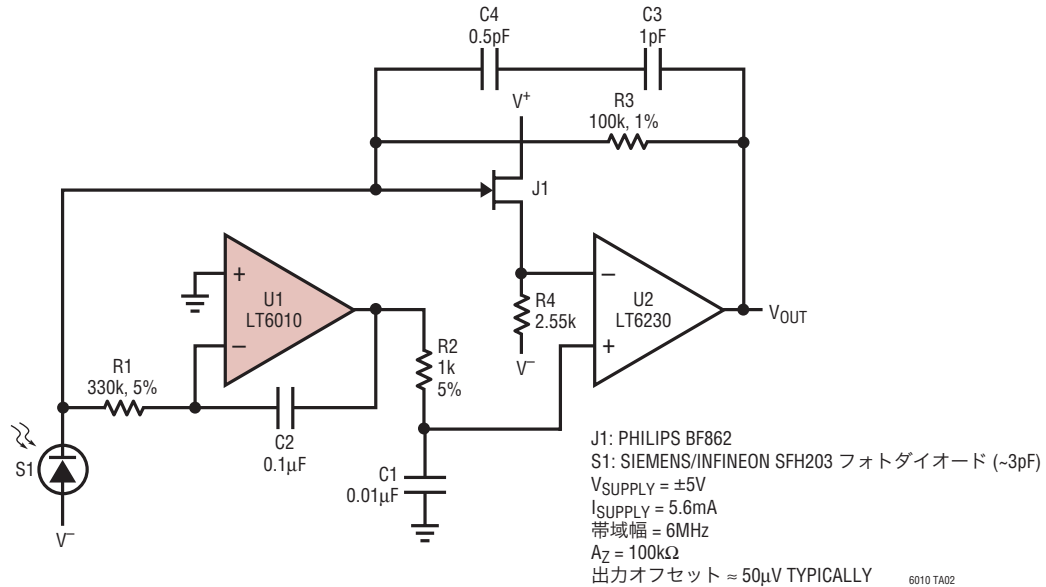 C4
0.5pF
C3
1pF
V+
R3
100k, 1%
J1
+
U1
LT6010
−
R4
2.55k
V−
−
U2
LT6230
+
VOUT
R1
330k, 5%
R2
1k
5%
C2
0.1µF
S1
V−
C1
0.01µF
J1: PHILIPS BF862
S1: SIEMENS/INFINEON SFH203 フォトダイオード (~3pF)
VSUPPLY = ±5V
ISUPPLY = 5.6mA
帯域幅 = 6MHz
AZ = 100kΩ
出力オフセット ≈ 50µV TYPICALLY
6010 TA02